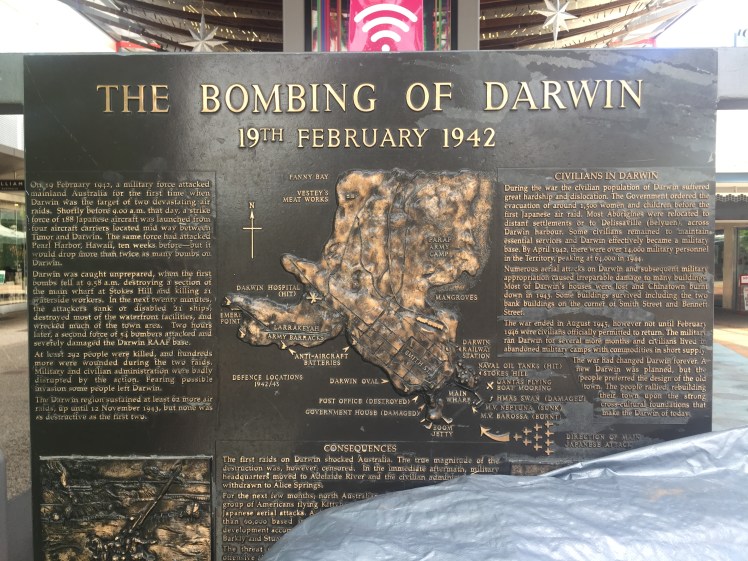 THE BOMBING OF DARWIN
19TH FEBRUARY 1942
On 19 February 1942, a military force attacked
mainland Australia for the first time when
Darwin was the target of two devastating air
raids. Shortly before 9.00 a.m. that day, a strike
force of 188 Japanese aircraft was launched from
four aircraft carriers located mid way between
Timor and Darwin. The same force had attacked
Pearl Harbor, Hawaii, ten weeks before—but it
would drop more than twice as many bombs on
Darwin.
Darwin was caught unprepared, when the first
bombs fell at 9.58 a.m. destroying a section of
the main wharf at Stokes Hill and killing 21
waterside workers. In the next twenty minutes,
the attackers sank or disabled 21 ships,
destroyed most of the waterfront facilities, and
wrecked much of the town area. Two hours
later, a second force of 54 bombers attacked and
severely damaged the Darwin RAAF base.
At least 292 people were killed, and hundreds
more were wounded during the two raids.
Military and civilian administration were badly
disrupted by the action. Fearing possible
invasion some people left Darwin.
The Darwin region sustained at least 62 more air
raids, up until 12 November 1943, but none was
as destructive as the first two.
FANNY BAY
VESTEY'S
MEAT WORKS
N
PARAP
ARMY
CAMP
MANGROVES
DARWIN HOSPITAL
(HIT)
POINT
LARRAKEYAH
ARMY BARRACKS
ANTI-AIRCRAFT
BATTERIES
DEFENCE LOCATIONS
1942/43
DARWIN
RAILWAY
STATION
DARWIN OVAL
NAVAL OIL TANKS (HIT)
STOKES HILL
QANTAS FLYING
BOAT MOORING
MAIN
WHARF
POST OFFICE (DESTROYED)
GOVERNMENT HOUSE (DAMAGED)
HMAS SWAN (DAMAGED)
M.V. NEPTUNA (SUNK)
M.V. BAROSSA (BURNT)
BOOM
JETTY
DIRECTION OF MAIN
JAPANESE ATTACK
CIVILIANS IN DARWIN
During the war the civilian population of Darwin suffered
great hardship and dislocation. The Government ordered the
evacuation of around 1,500 women and children before the
first Japanese air raid. Most Aborigines were relocated to
distant settlements or to Delissaville (Belyuen), across
Darwin harbour. Some civilians remained to maintain
essential services and Darwin effectively became a military
base. By April 1942, there were over 14,000 military personnel
in the Territory, peaking at 64,000 in 1944.
Numerous aerial attacks on Darwin and subsequent military
appropriation caused irreparable damage to many buildings.
Most of Darwin's houses were lost and Chinatown burnt
down in 1943. Some buildings survived including the two
bank buildings on the corner of Smith Street and Bennett
Street.
The war ended in August 1945, however not until February
1946 were civilians officially permitted to return. The military
ran Darwin for several more months and civilians lived in
abandoned military camps with commodities in short supply.
The war had changed Darwin forever. A
new Darwin was planned, but the
people preferred the design of the old
town. The people rallied, rebuilding
their town upon the strong
cross-cultural foundations that
make the Darwin of today.
CONSEQUENCES
The first raids on Darwin shocked Australia. The true magnitude of the
destruction was, however, censored. In the immediate aftermath, military
headquarters moved to Adelaide River and the civilian
withdrawn to Alice Springs.
For the next few months, north
group of Americans flying
Japanese aerial attacks. A
than 60,000 based
development
Barkly and
The threat
offensive